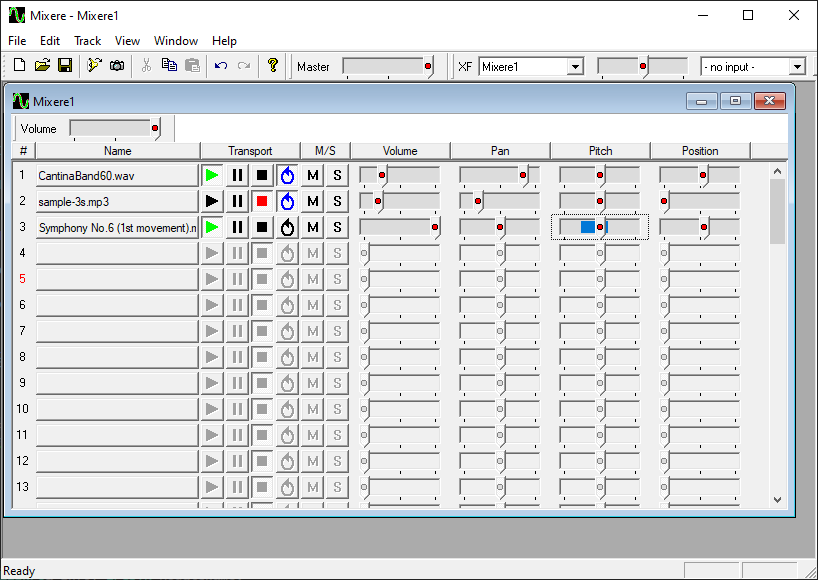 Mixere - Mixere1
File Edit Track View Window Help
Master XF Mixere1 - no input -
Mixere1
Volume
# Name Transport M/S Volume Pan Pitch Position
1 CantinaBand60.wav M S
2 sample-3s.mp3 M S
3 Symphony No.6 (1st movement).m M S
4 M S
5 M S
6 M S
7 M S
8 M S
9 M S
10 M S
11 M S
12 M S
13 M S
Ready